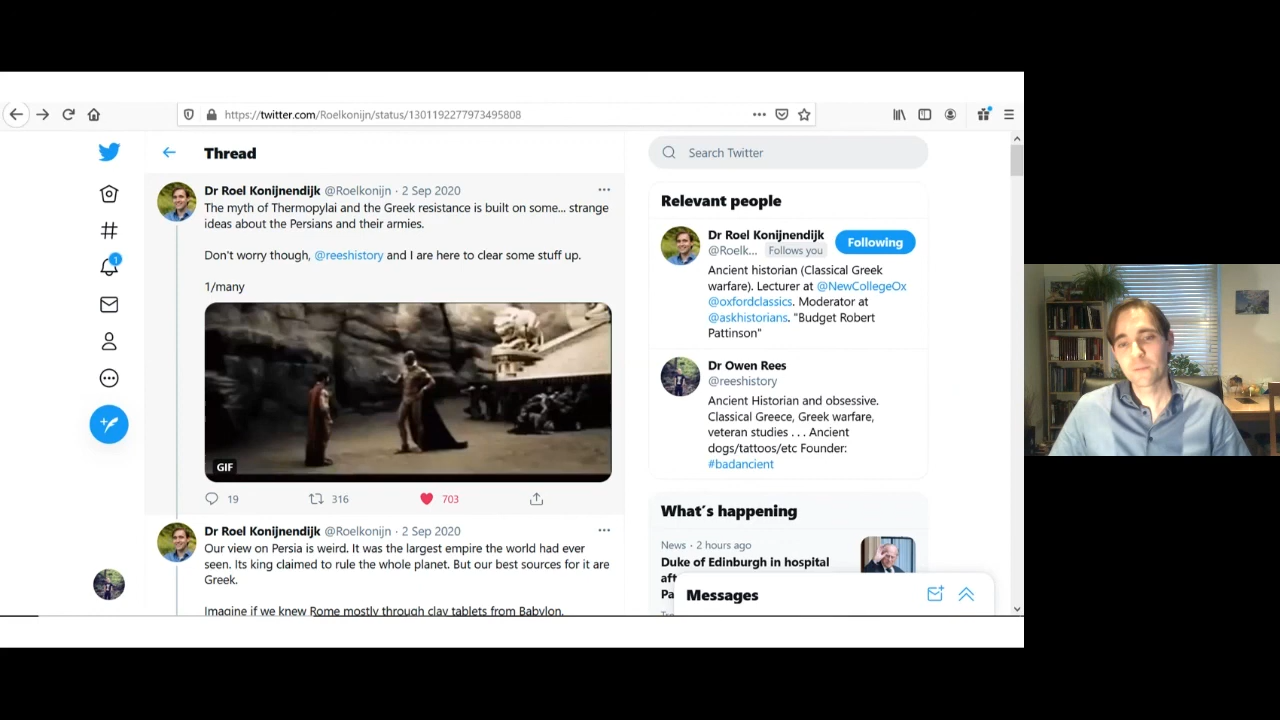 https://twitter.com/Roelkonijn/status/1301192277973495808
Thread
Search Twitter
Dr Roel Konijnendijk @Roelkonijn · 2 Sep 2020
The myth of Thermopylai and the Greek resistance is built on some... strange
ideas about the Persians and their armies.
Don't worry though, @reeshistory and I are here to clear some stuff up.
1/many
GIF
19
316
703
Dr Roel Konijnendijk @Roelkonijn · 2 Sep 2020
Our view on Persia is weird. It was the largest empire the world had ever
seen. Its king claimed to rule the whole planet. But our best sources for it are
Greek.
Imagine if we knew Rome mostly through clay tablets from Babylon.
1
Relevant people
Dr Roel Konijnendijk
@Roelk... Follows you
Following
Ancient historian (Classical Greek
warfare). Lecturer at @NewCollegeOx
@oxfordclassics. Moderator at
@askhistorians. "Budget Robert
Pattinson"
Dr Owen Rees
@reeshistory
Ancient Historian and obsessive.
Classical Greece, Greek warfare,
veteran studies . . . Ancient
dogs/tattoos/etc Founder:
#badancient
What's happening
News · 2 hours ago
Duke of Edinburgh in hospital
aft
Pa
Messages